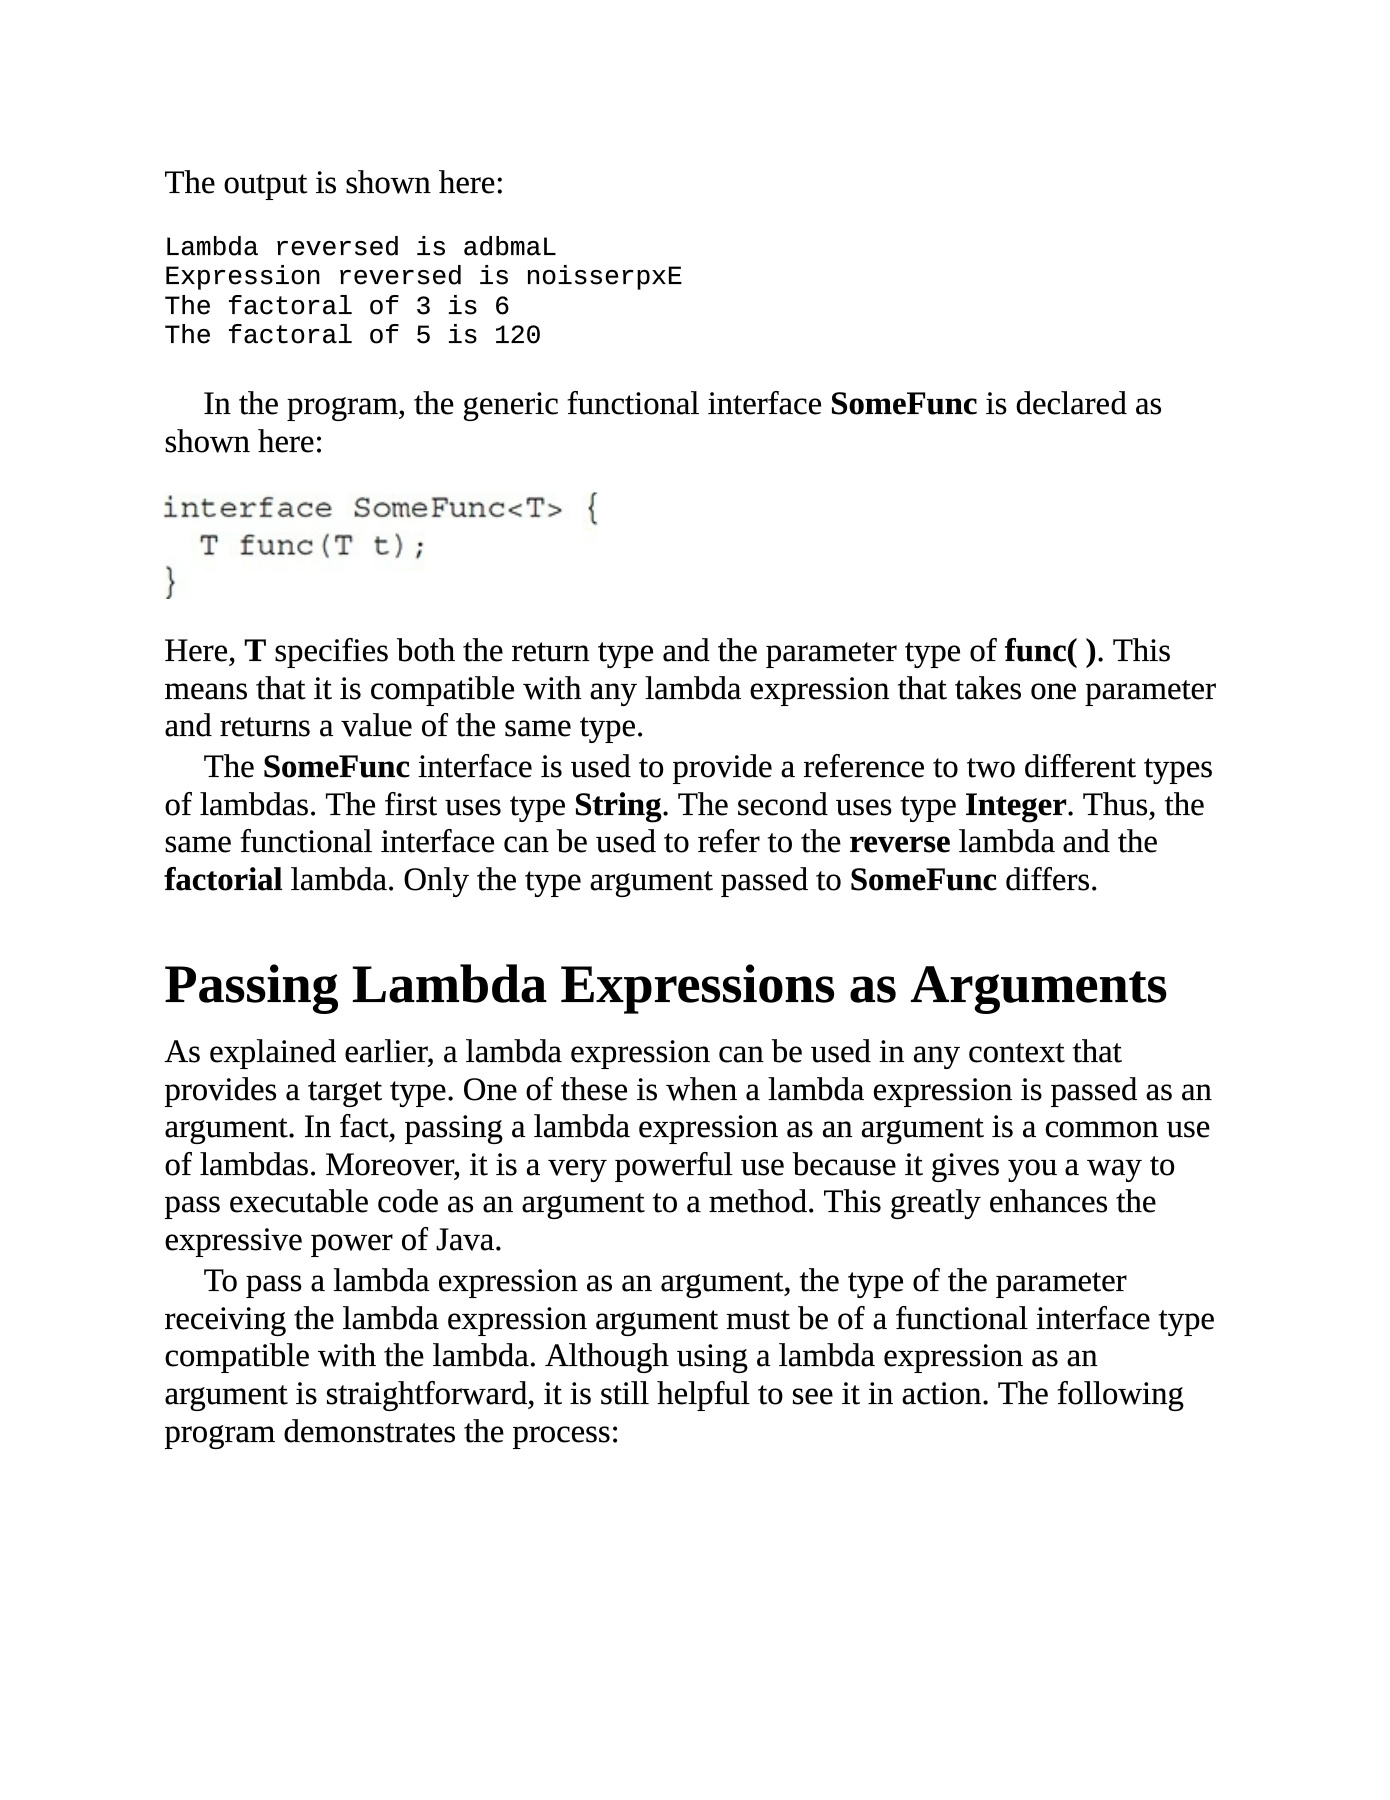 The output is shown here:
Lambda reversed is adbmaL
Expression reversed is noisserpxE
The factoral of 3 is 6
The factoral of 5 is 120
In the program, the generic functional interface SomeFunc is declared as
shown here:
interface SomeFunc<T> {
  T func(T t);
}
Here, T specifies both the return type and the parameter type of func( ). This
means that it is compatible with any lambda expression that takes one parameter
and returns a value of the same type.
The SomeFunc interface is used to provide a reference to two different types
of lambdas. The first uses type String. The second uses type Integer. Thus, the
same functional interface can be used to refer to the reverse lambda and the
factorial lambda. Only the type argument passed to SomeFunc differs.
Passing Lambda Expressions as Arguments
As explained earlier, a lambda expression can be used in any context that
provides a target type. One of these is when a lambda expression is passed as an
argument. In fact, passing a lambda expression as an argument is a common use
of lambdas. Moreover, it is a very powerful use because it gives you a way to
pass executable code as an argument to a method. This greatly enhances the
expressive power of Java.
To pass a lambda expression as an argument, the type of the parameter
receiving the lambda expression argument must be of a functional interface type
compatible with the lambda. Although using a lambda expression as an
argument is straightforward, it is still helpful to see it in action. The following
program demonstrates the process: